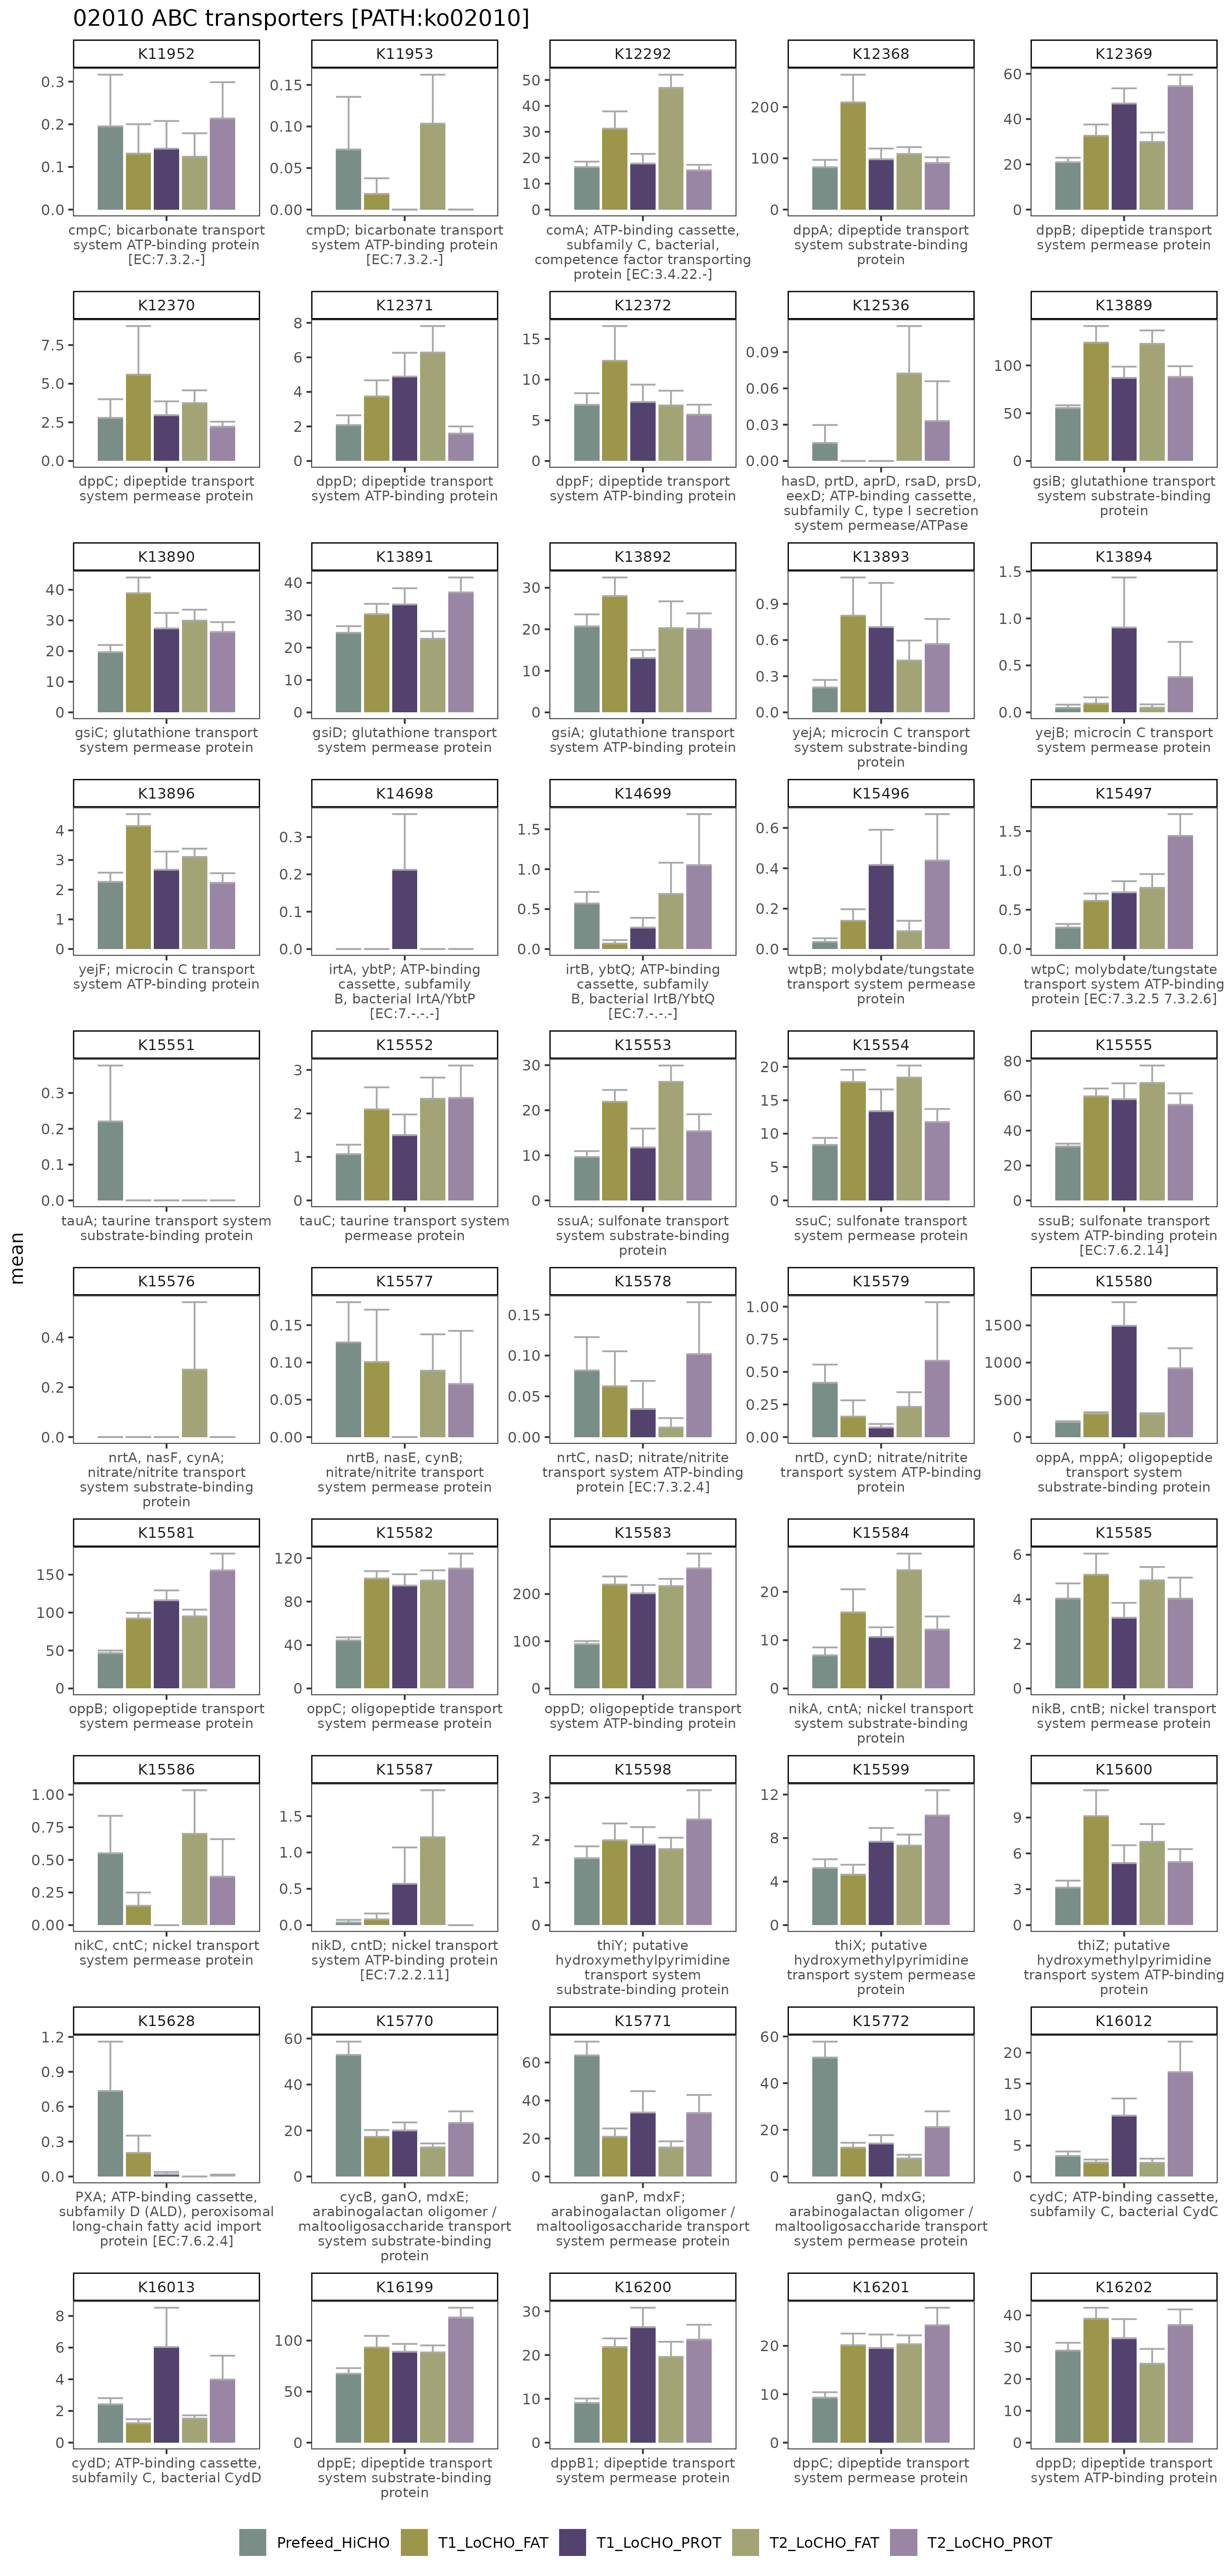 02010 ABC transporters [PATH:ko02010]
mean
K11952
0.3
0.2
0.1
0.0
cmpC; bicarbonate transport
system ATP-binding protein
[EC:7.3.2.-]
K11953
0.15
0.10
0.05
0.00
cmpD; bicarbonate transport
system ATP-binding protein
[EC:7.3.2.-]
K12292
50
40
30
20
10
0
comA; ATP-binding cassette,
subfamily C, bacterial,
competence factor transporting
protein [EC:3.4.22.-]
K12368
200
100
0
dppA; dipeptide transport
system substrate-binding
protein
K12369
60
40
20
0
dppB; dipeptide transport
system permease protein
K12370
7.5
5.0
2.5
0.0
dppC; dipeptide transport
system permease protein
K12371
8
6
4
2
0
dppD; dipeptide transport
system ATP-binding protein
K12372
15
10
5
0
dppF; dipeptide transport
system ATP-binding protein
K12536
0.09
0.06
0.03
0.00
hasD, prtD, aprD, rsaD, prsD,
eexD; ATP-binding cassette,
subfamily C, type I secretion
system permease/ATPase
K13889
100
50
0
gsiB; glutathione transport
system substrate-binding
protein
K13890
40
30
20
10
0
gsiC; glutathione transport
system permease protein
K13891
40
30
20
10
0
gsiD; glutathione transport
system permease protein
K13892
30
20
10
0
gsiA; glutathione transport
system ATP-binding protein
K13893
0.9
0.6
0.3
0.0
yejA; microcin C transport
system substrate-binding
protein
K13894
1.5
1.0
0.5
0.0
yejB; microcin C transport
system permease protein
K13896
4
3
2
1
0
yejF; microcin C transport
system ATP-binding protein
K14698
0.3
0.2
0.1
0.0
irtA, ybtP; ATP-binding
cassette, subfamily
B, bacterial IrtA/YbtP
[EC:7.-.-.-]
K14699
1.5
1.0
0.5
0.0
irtB, ybtQ; ATP-binding
cassette, subfamily
B, bacterial IrtB/YbtQ
[EC:7.-.-.-]
K15496
0.6
0.4
0.2
0.0
wtpB; molybdate/tungstate
transport system permease
protein
K15497
1.5
1.0
0.5
0.0
wtpC; molybdate/tungstate
transport system ATP-binding
protein [EC:7.3.2.5 7.3.2.6]
K15551
0.3
0.2
0.1
0.0
tauA; taurine transport system
substrate-binding protein
K15552
3
2
1
0
tauC; taurine transport system
permease protein
K15553
30
20
10
0
ssuA; sulfonate transport
system substrate-binding
protein
K15554
20
15
10
5
0
ssuC; sulfonate transport
system permease protein
K15555
80
60
40
20
0
ssuB; sulfonate transport
system ATP-binding protein
[EC:7.6.2.14]
K15576
0.4
0.2
0.0
nrtA, nasF, cynA;
nitrate/nitrite transport
system substrate-binding
protein
K15577
0.15
0.10
0.05
0.00
nrtB, nasE, cynB;
nitrate/nitrite transport
system permease protein
K15578
0.15
0.10
0.05
0.00
nrtC, nasD; nitrate/nitrite
transport system ATP-binding
protein [EC:7.3.2.4]
K15579
1.00
0.75
0.50
0.25
0.00
nrtD, cynD; nitrate/nitrite
transport system ATP-binding
protein
K15580
1500
1000
500
0
oppA, mppA; oligopeptide
transport system
substrate-binding protein
K15581
150
100
50
0
oppB; oligopeptide transport
system permease protein
K15582
120
80
40
0
oppC; oligopeptide transport
system permease protein
K15583
200
100
0
oppD; oligopeptide transport
system ATP-binding protein
K15584
20
10
0
nikA, cntA; nickel transport
system substrate-binding
protein
K15585
6
4
2
0
nikB, cntB; nickel transport
system permease protein
K15586
1.00
0.75
0.50
0.25
0.00
nikC, cntC; nickel transport
system permease protein
K15587
1.5
1.0
0.5
0.0
nikD, cntD; nickel transport
system ATP-binding protein
[EC:7.2.2.11]
K15598
3
2
1
0
thiY; putative
hydroxymethylpyrimidine
transport system
substrate-binding protein
K15599
12
8
4
0
thiX; putative
hydroxymethylpyrimidine
transport system permease
protein
K15600
9
6
3
0
thiZ; putative
hydroxymethylpyrimidine
transport system ATP-binding
protein
K15628
1.2
0.9
0.6
0.3
0.0
PXA; ATP-binding cassette,
subfamily D (ALD), peroxisomal
long-chain fatty acid import
protein [EC:7.6.2.4]
K15770
60
40
20
0
cycB, ganO, mdxE;
arabinogalactan oligomer /
maltooligosaccharide transport
system substrate-binding
protein
K15771
60
40
20
0
ganP, mdxF;
arabinogalactan oligomer /
maltooligosaccharide transport
system permease protein
K15772
60
40
20
0
ganQ, mdxG;
arabinogalactan oligomer /
maltooligosaccharide transport
system permease protein
K16012
20
15
10
5
0
cydC; ATP-binding cassette,
subfamily C, bacterial CydC
K16013
8
6
4
2
0
cydD; ATP-binding cassette,
subfamily C, bacterial CydD
K16199
100
50
0
dppE; dipeptide transport
system substrate-binding
protein
K16200
30
20
10
0
dppB1; dipeptide transport
system permease protein
K16201
20
10
0
dppC; dipeptide transport
system permease protein
K16202
40
30
20
10
0
dppD; dipeptide transport
system ATP-binding protein
Prefeed_HiCHO T1_LoCHO_FAT T1_LoCHO_PROT T2_LoCHO_FAT T2_LoCHO_PROT